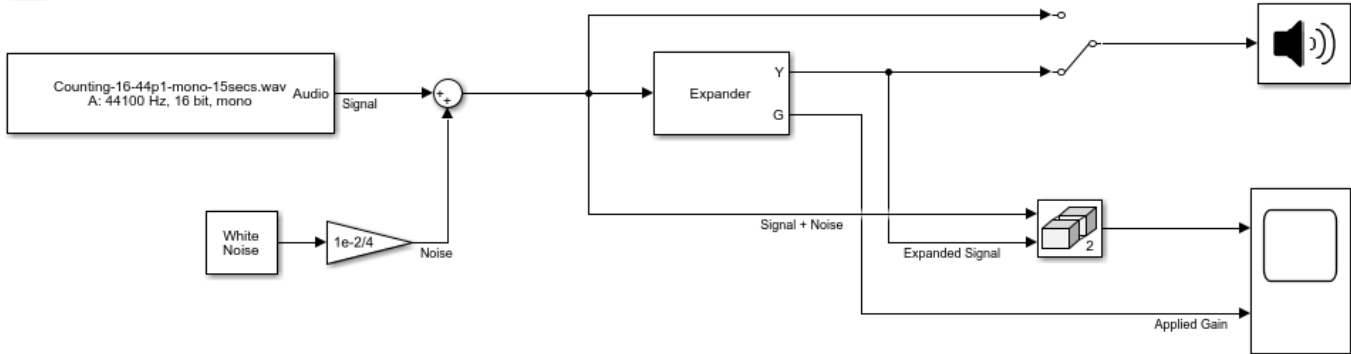 Counting-16-44p1-mono-15secs.wav
A: 44100 Hz, 16 bit, mono
Audio
Signal
+
+
Expander
Y
G
White
Noise
1e-2/4
Noise
Signal + Noise
Expanded Signal
2
Applied Gain